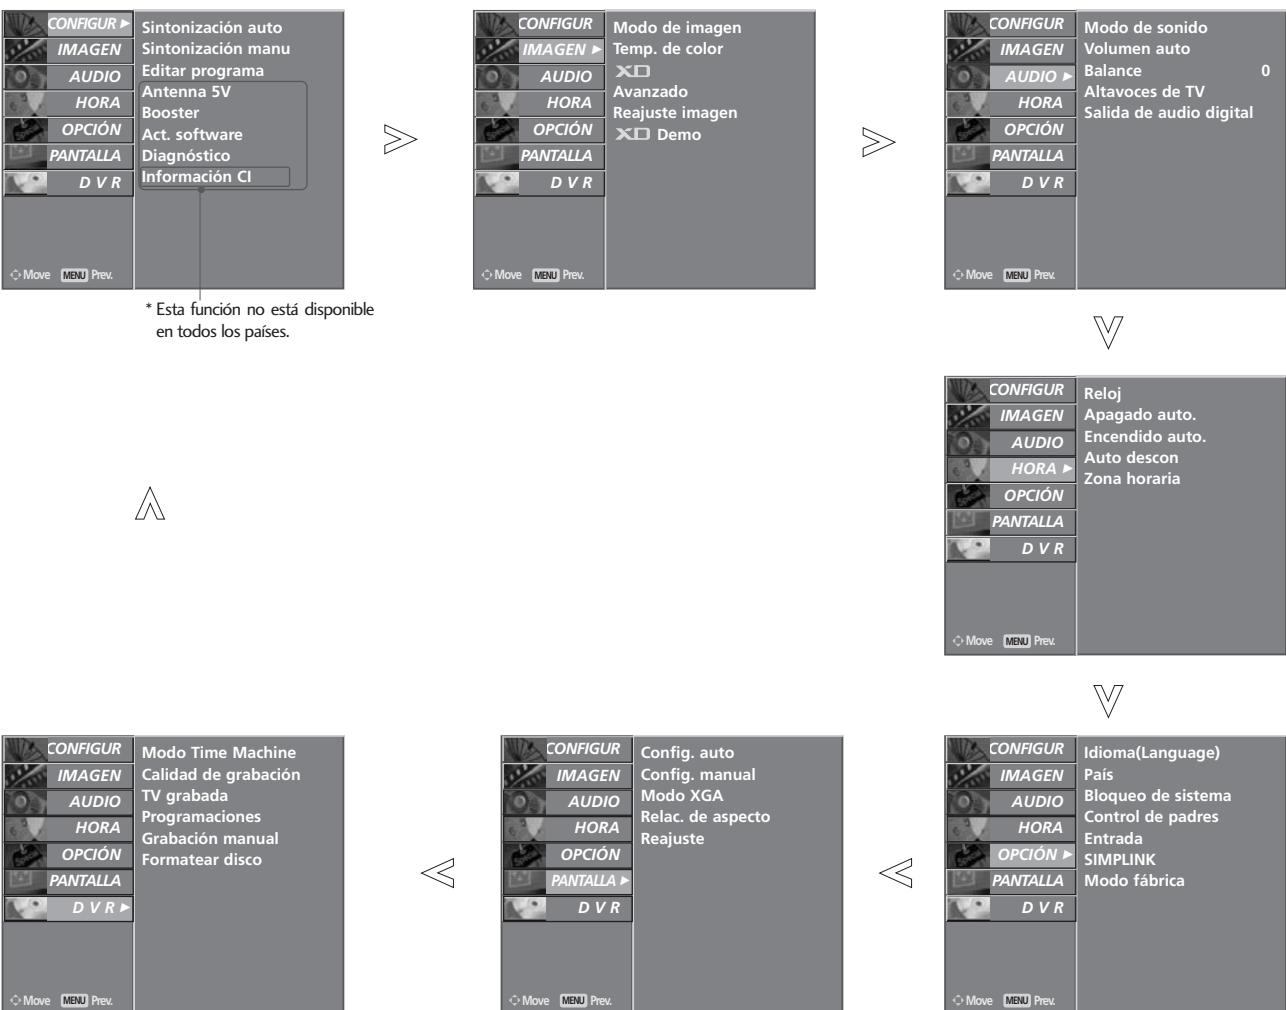 CONFIGUR
IMAGEN
AUDIO
HORA
OPCIÓN
PANTALLA
D V R
Sintonización auto
Sintonización manu
Editar programa
Antenna 5V
Booster
Act. software
Diagnóstico
Información CI
Move MENU Prev.
* Esta función no está disponible
en todos los países.
CONFIGUR
IMAGEN
AUDIO
HORA
OPCIÓN
PANTALLA
D V R
Modo de imagen
Temp. de color
XD
Avanzado
Reajuste imagen
XD Demo
Move MENU Prev.
CONFIGUR
IMAGEN
AUDIO
HORA
OPCIÓN
PANTALLA
D V R
Modo de sonido
Volumen auto
Balance 0
Altavoces de TV
Salida de audio digital
Move MENU Prev.
CONFIGUR
IMAGEN
AUDIO
HORA
OPCIÓN
PANTALLA
D V R
Reloj
Apagado auto.
Encendido auto.
Auto descon
Zona horaria
Move MENU Prev.
CONFIGUR
IMAGEN
AUDIO
HORA
OPCIÓN
PANTALLA
D V R
Modo Time Machine
Calidad de grabación
TV grabada
Programaciones
Grabación manual
Formatear disco
Move MENU Prev.
CONFIGUR
IMAGEN
AUDIO
HORA
OPCIÓN
PANTALLA
D V R
Config. auto
Config. manual
Modo XGA
Relac. de aspecto
Reajuste
Move MENU Prev.
CONFIGUR
IMAGEN
AUDIO
HORA
OPCIÓN
PANTALLA
D V R
Idioma(Language)
País
Bloqueo de sistema
Control de padres
Entrada
SIMPLINK
Modo fábrica
Move MENU Prev.